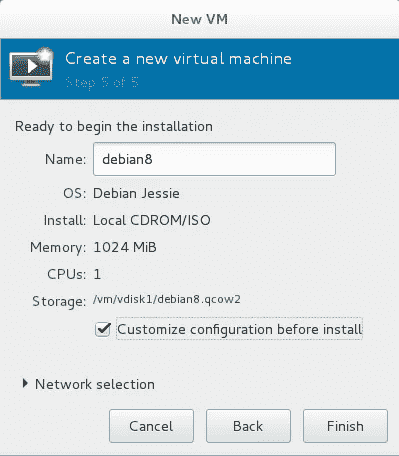 New VM
Create a new virtual machine
Step 5 of 5
Ready to begin the installation
Name: debian8
OS: Debian Jessie
Install: Local CDROM/ISO
Memory: 1024 MiB
CPUs: 1
Storage: /vm/vdisk1/debian8.qcow2
Customize configuration before install
Network selection
Cancel Back Finish